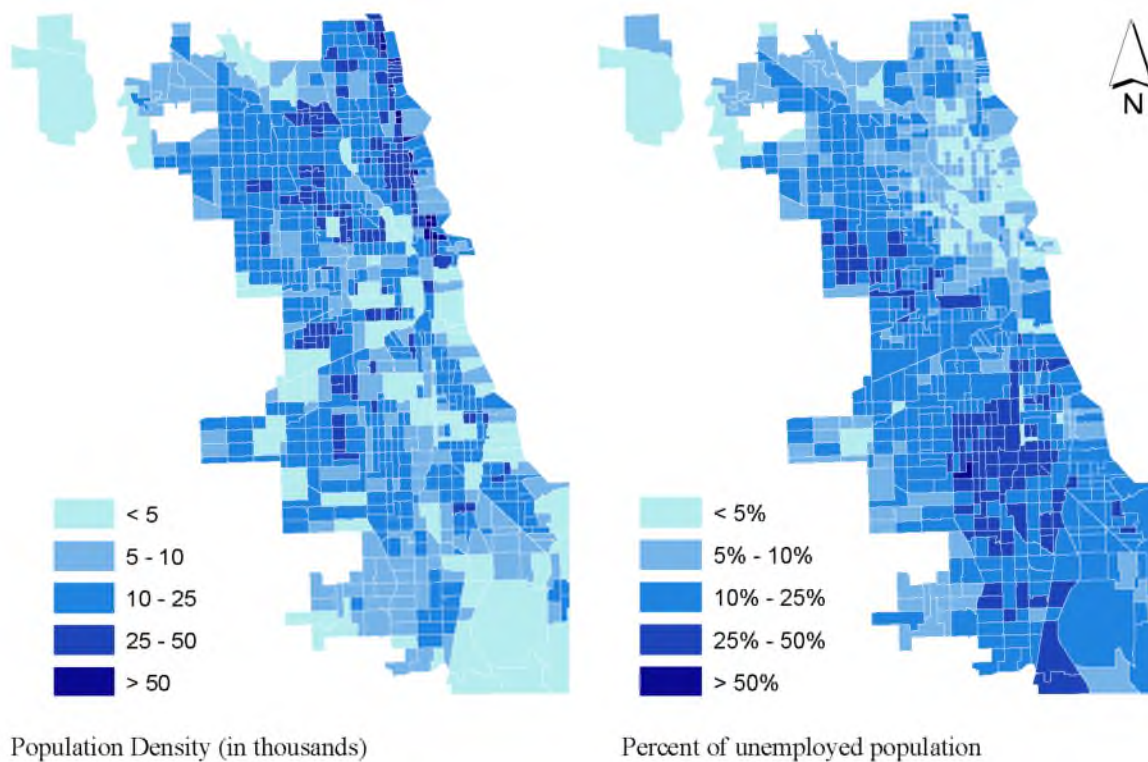 N
< 5
5 - 10
10 - 25
25 - 50
> 50
< 5%
5% - 10%
10% - 25%
25% - 50%
> 50%
Population Density (in thousands)
Percent of unemployed population